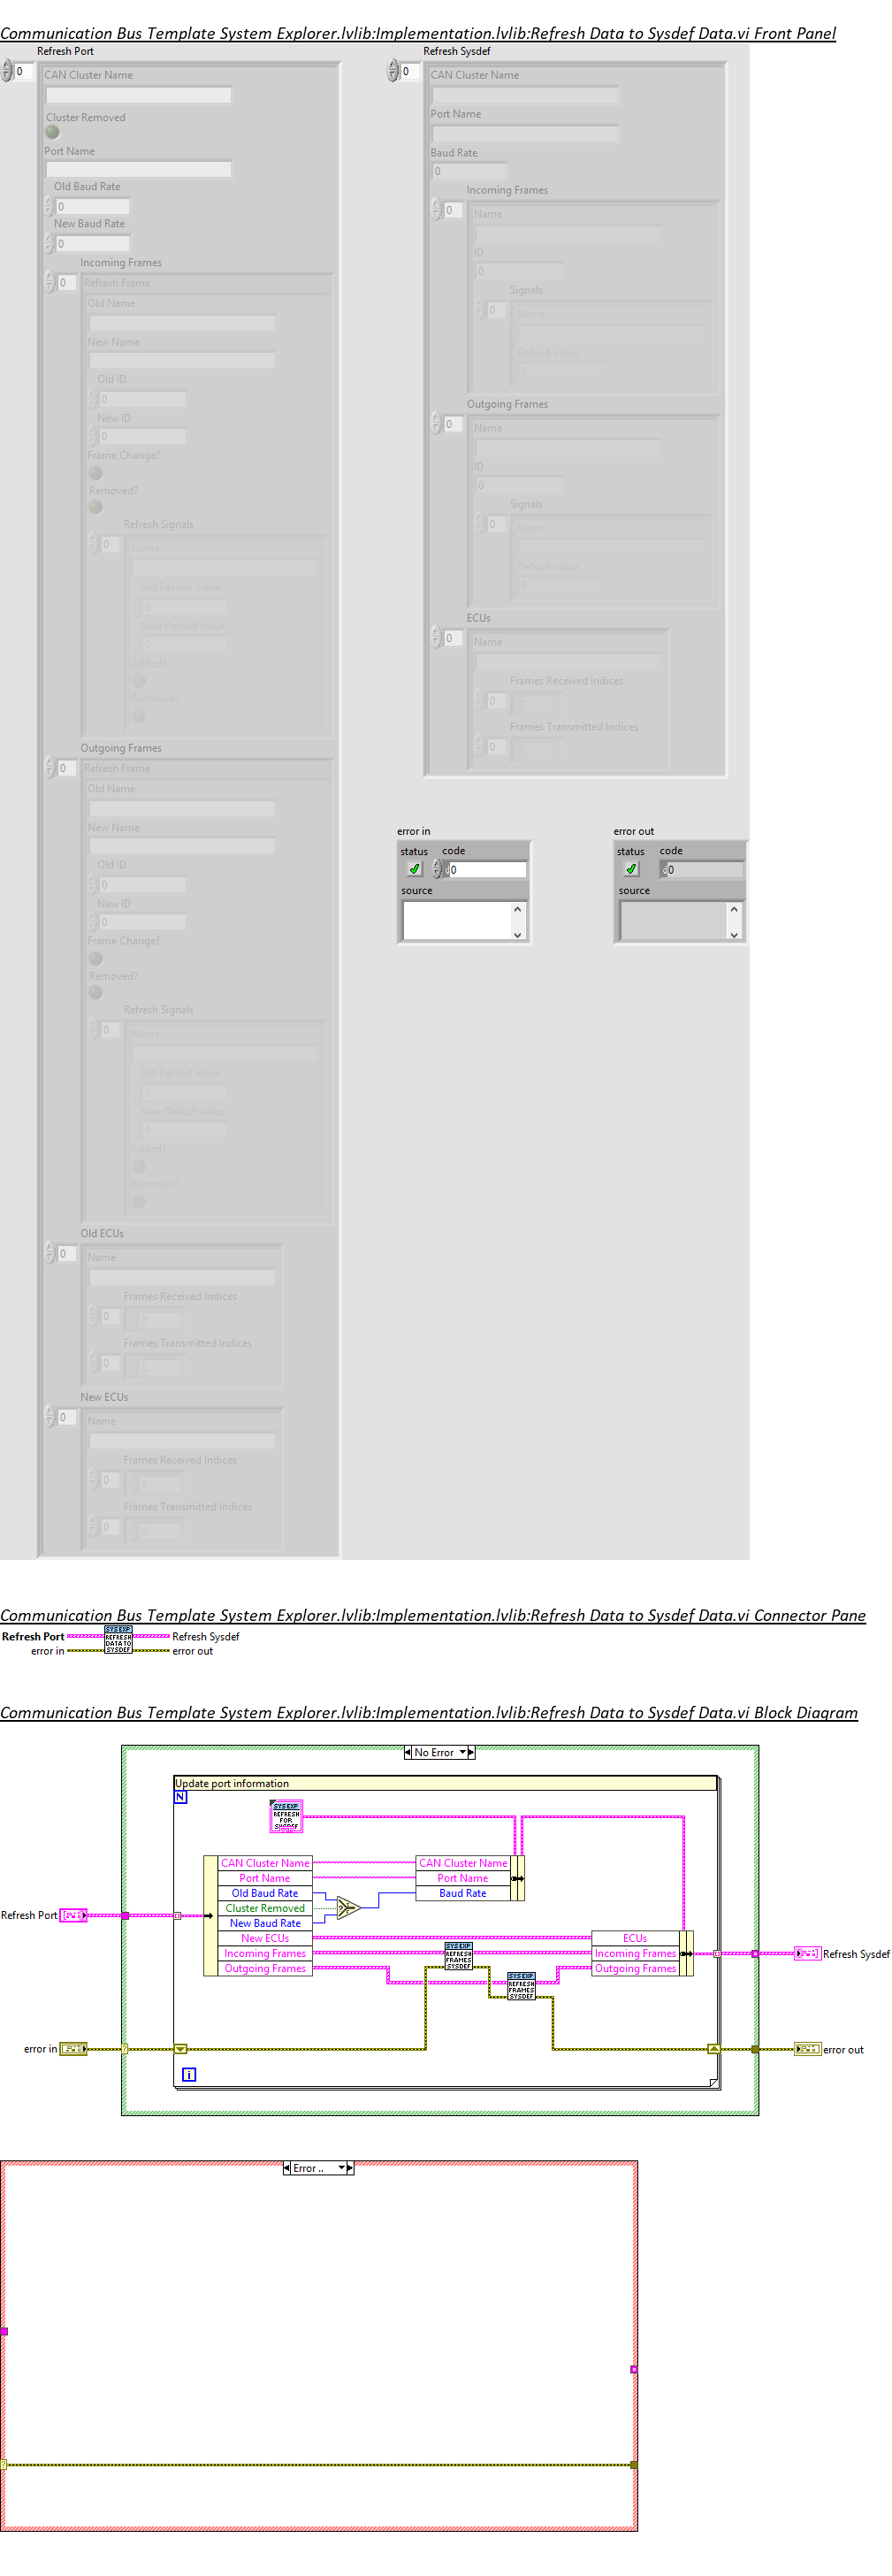 Communication Bus Template System Explorer.lvlib:Implementation.lvlib:Refresh Data to Sysdef Data.vi Front Panel
Refresh Port
0
CAN Cluster Name
Cluster Removed
Port Name
Old Baud Rate
0
New Baud Rate
0
Incoming Frames
0
Refresh Frame
Old Name
New Name
Old ID
0
New ID
0
Frame Change?
Removed?
Refresh Signals
0
Name
Old Default value
0
New Default value
0
Added?
Removed?
Outgoing Frames
0
Refresh Frame
Old Name
New Name
Old ID
0
New ID
0
Frame Change?
Removed?
Refresh Signals
0
Name
Old Default value
0
New Default value
0
Added?
Removed?
Old ECUs
0
Name
Frames Received Indices
0
0
Frames Transmitted Indices
0
0
New ECUs
0
Name
Frames Received Indices
0
0
Frames Transmitted Indices
0
0
Refresh Sysdef
0
CAN Cluster Name
Port Name
Baud Rate
0
Incoming Frames
0
Name
ID
0
Signals
0
Name
Default value
0
Outgoing Frames
0
Name
ID
0
Signals
0
Name
Default value
0
ECUs
0
Name
Frames Received Indices
0
0
Frames Transmitted Indices
0
0
error in
status code
0
source
error out
status code
0
source
Communication Bus Template System Explorer.lvlib:Implementation.lvlib:Refresh Data to Sysdef Data.vi Connector Pane
Refresh Port
error in
SYS EXP
REFRESH
DATA TO
SYSDEF
Refresh Sysdef
error out
Communication Bus Template System Explorer.lvlib:Implementation.lvlib:Refresh Data to Sysdef Data.vi Block Diagram
No Error
Update port information
N
SYS EXP
REFRESH
FOR
SYSDEF
CAN Cluster Name
Port Name
Old Baud Rate
Cluster Removed
New Baud Rate
New ECUs
Incoming Frames
Outgoing Frames
CAN Cluster Name
Port Name
Baud Rate
SYS EXP
REFRESH
FRAMES
SYSDEF
SYS EXP
REFRESH
FRAMES
SYSDEF
ECUs
Incoming Frames
Outgoing Frames
Refresh Port
Refresh Sysdef
error in
?
error out
i
Error ..
?